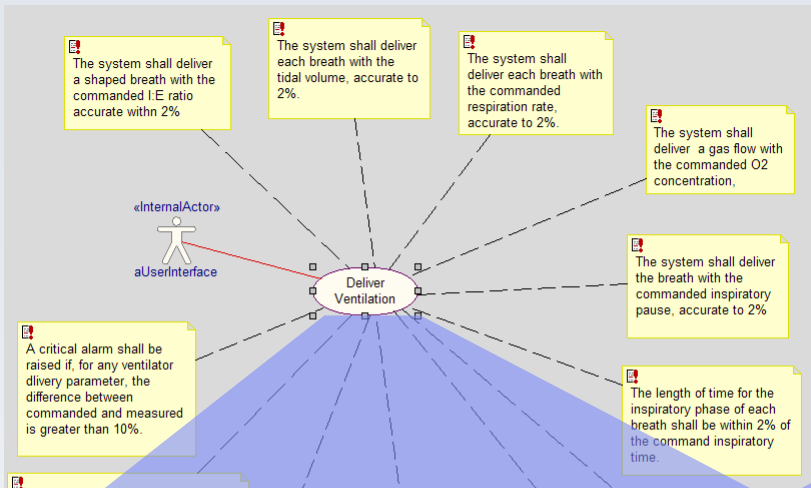 The system shall deliver
a shaped breath with the
commanded I:E ratio
accurate withn 2%
The system shall deliver
each breath with the
tidal volume, accurate to
2%.
The system shall
deliver each breath with
the commanded
respiration rate,
accurate to 2%.
The system shall
deliver  a gas flow with
the commanded O2
concentration,
«InternalActor»
aUserInterface
Deliver
Ventilation
The system shall deliver
the breath with the
commanded inspiratory
pause, accurate to 2%
A critical alarm shall be
raised if, for any ventilator
dlivery parameter, the
difference between
commanded and measured
is greater than 10%.
The length of time for the
inspiratory phase of each
breath shall be within 2% of
the command inspiratory
time.